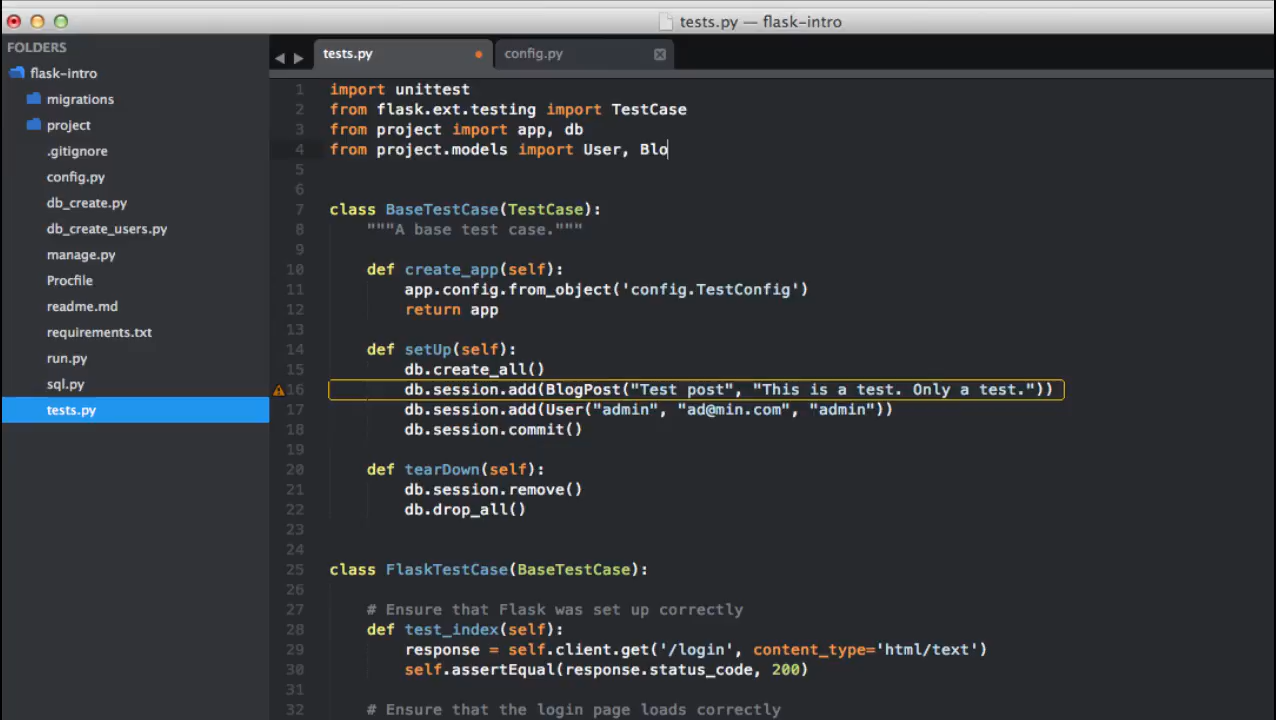 tests.py — flask-intro
FOLDERS
flask-intro
migrations
project
.gitignore
config.py
db_create.py
db_create_users.py
manage.py
Procfile
readme.md
requirements.txt
run.py
sql.py
tests.py
tests.py
config.py
1 import unittest
2 from flask.ext.testing import TestCase
3 from project import app, db
4 from project.models import User, Blo
5
6
7 class BaseTestCase(TestCase):
8     """A base test case."""
9
10     def create_app(self):
11         app.config.from_object('config.TestConfig')
12         return app
13
14     def setUp(self):
15         db.create_all()
16         db.session.add(BlogPost("Test post", "This is a test. Only a test."))
17         db.session.add(User("admin", "ad@min.com", "admin"))
18         db.session.commit()
19
20     def tearDown(self):
21         db.session.remove()
22         db.drop_all()
23
24
25 class FlaskTestCase(BaseTestCase):
26
27     # Ensure that Flask was set up correctly
28     def test_index(self):
29         response = self.client.get('/login', content_type='html/text')
30         self.assertEqual(response.status_code, 200)
31
32     # Ensure that the login page loads correctly